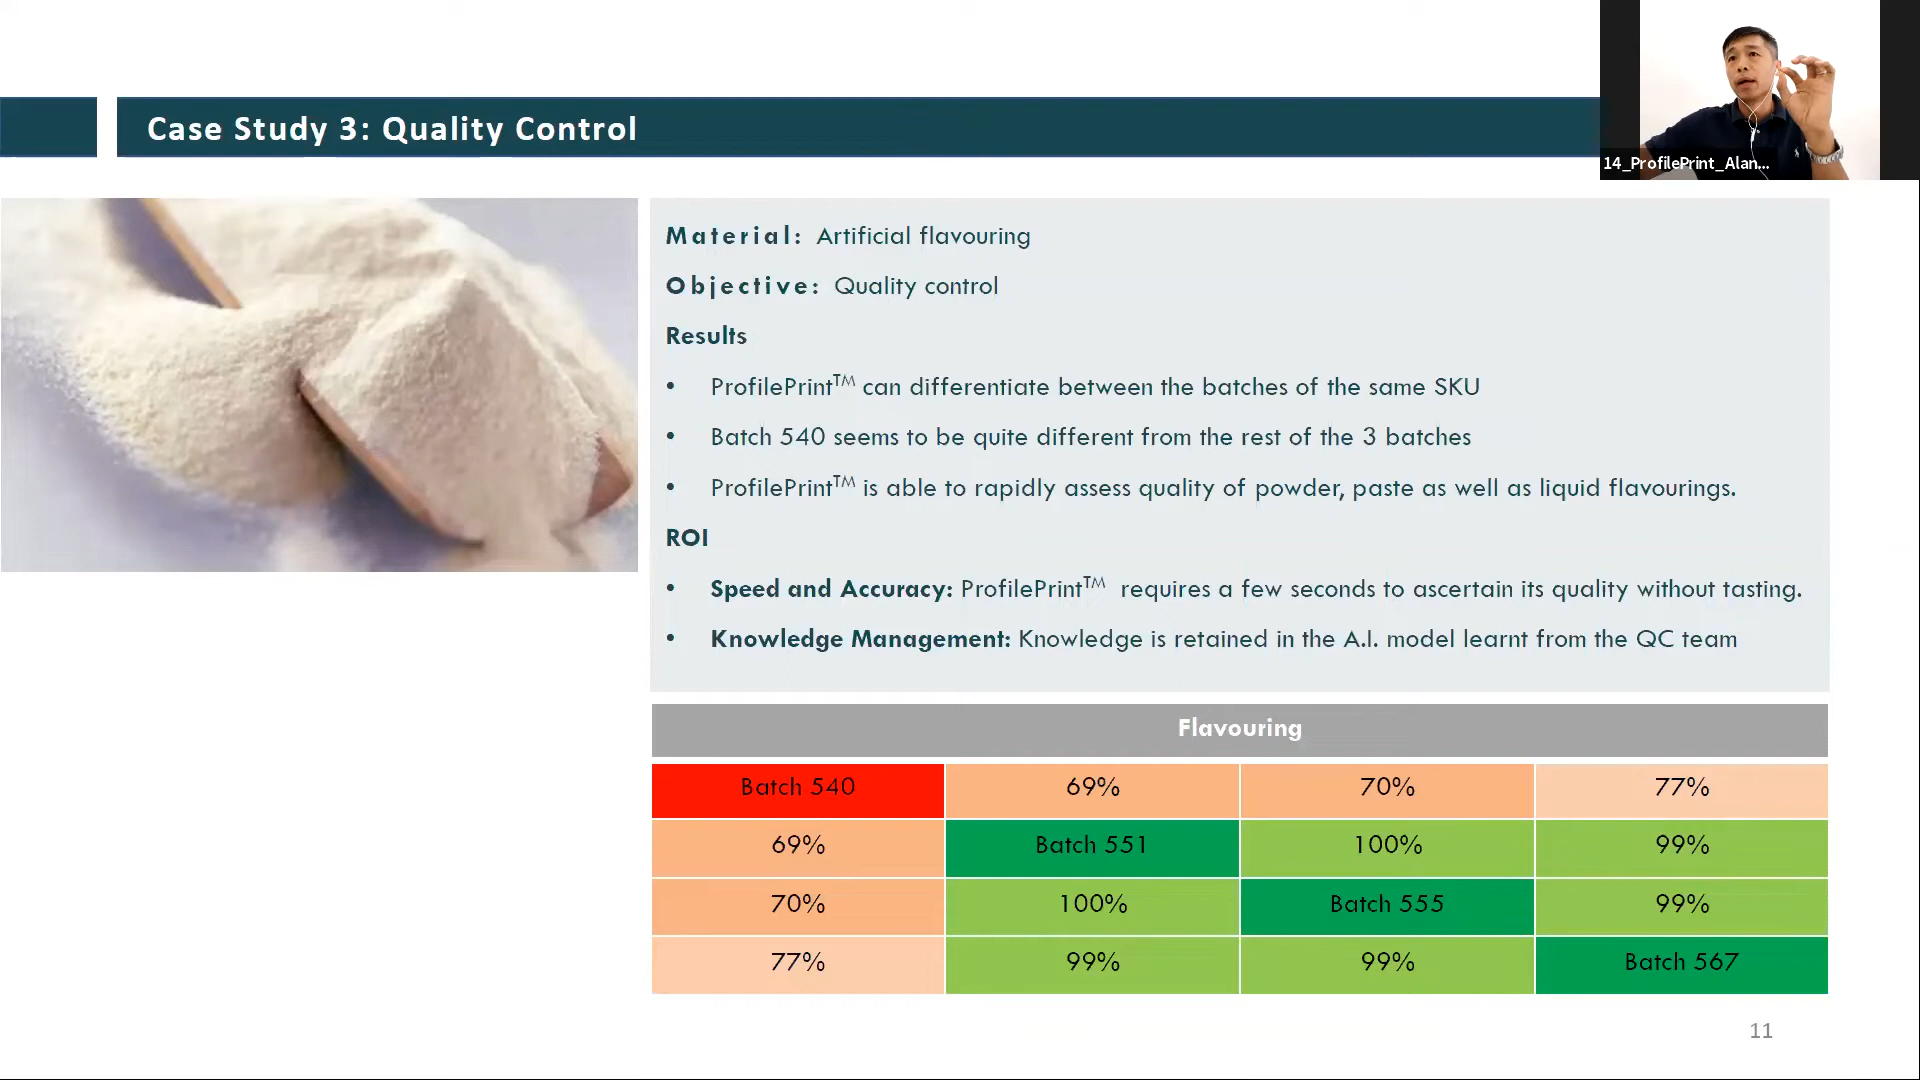 14_ProfilePrint_Alan...
Case Study 3: Quality Control
Material: Artificial flavouring
Objective: Quality control
Results
• ProfilePrint™ can differentiate between the batches of the same SKU
• Batch 540 seems to be quite different from the rest of the 3 batches
• ProfilePrint™ is able to rapidly assess quality of powder, paste as well as liquid flavourings.
ROI
• Speed and Accuracy: ProfilePrint™ requires a few seconds to ascertain its quality without tasting.
• Knowledge Management: Knowledge is retained in the A.I. model learnt from the QC team
Flavouring
Batch 540 69% 70% 77%
69% Batch 551 100% 99%
70% 100% Batch 555 99%
77% 99% 99% Batch 567
11